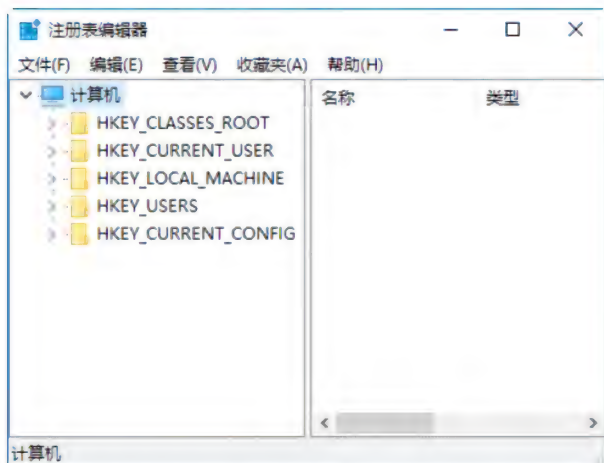 注册表编辑器
文件(F) 编辑(E) 查看(V) 收藏夹(A) 帮助(H)
计算机
HKEY_CLASSES_ROOT
HKEY_CURRENT_USER
HKEY_LOCAL_MACHINE
HKEY_USERS
HKEY_CURRENT_CONFIG
名称 类型
计算机